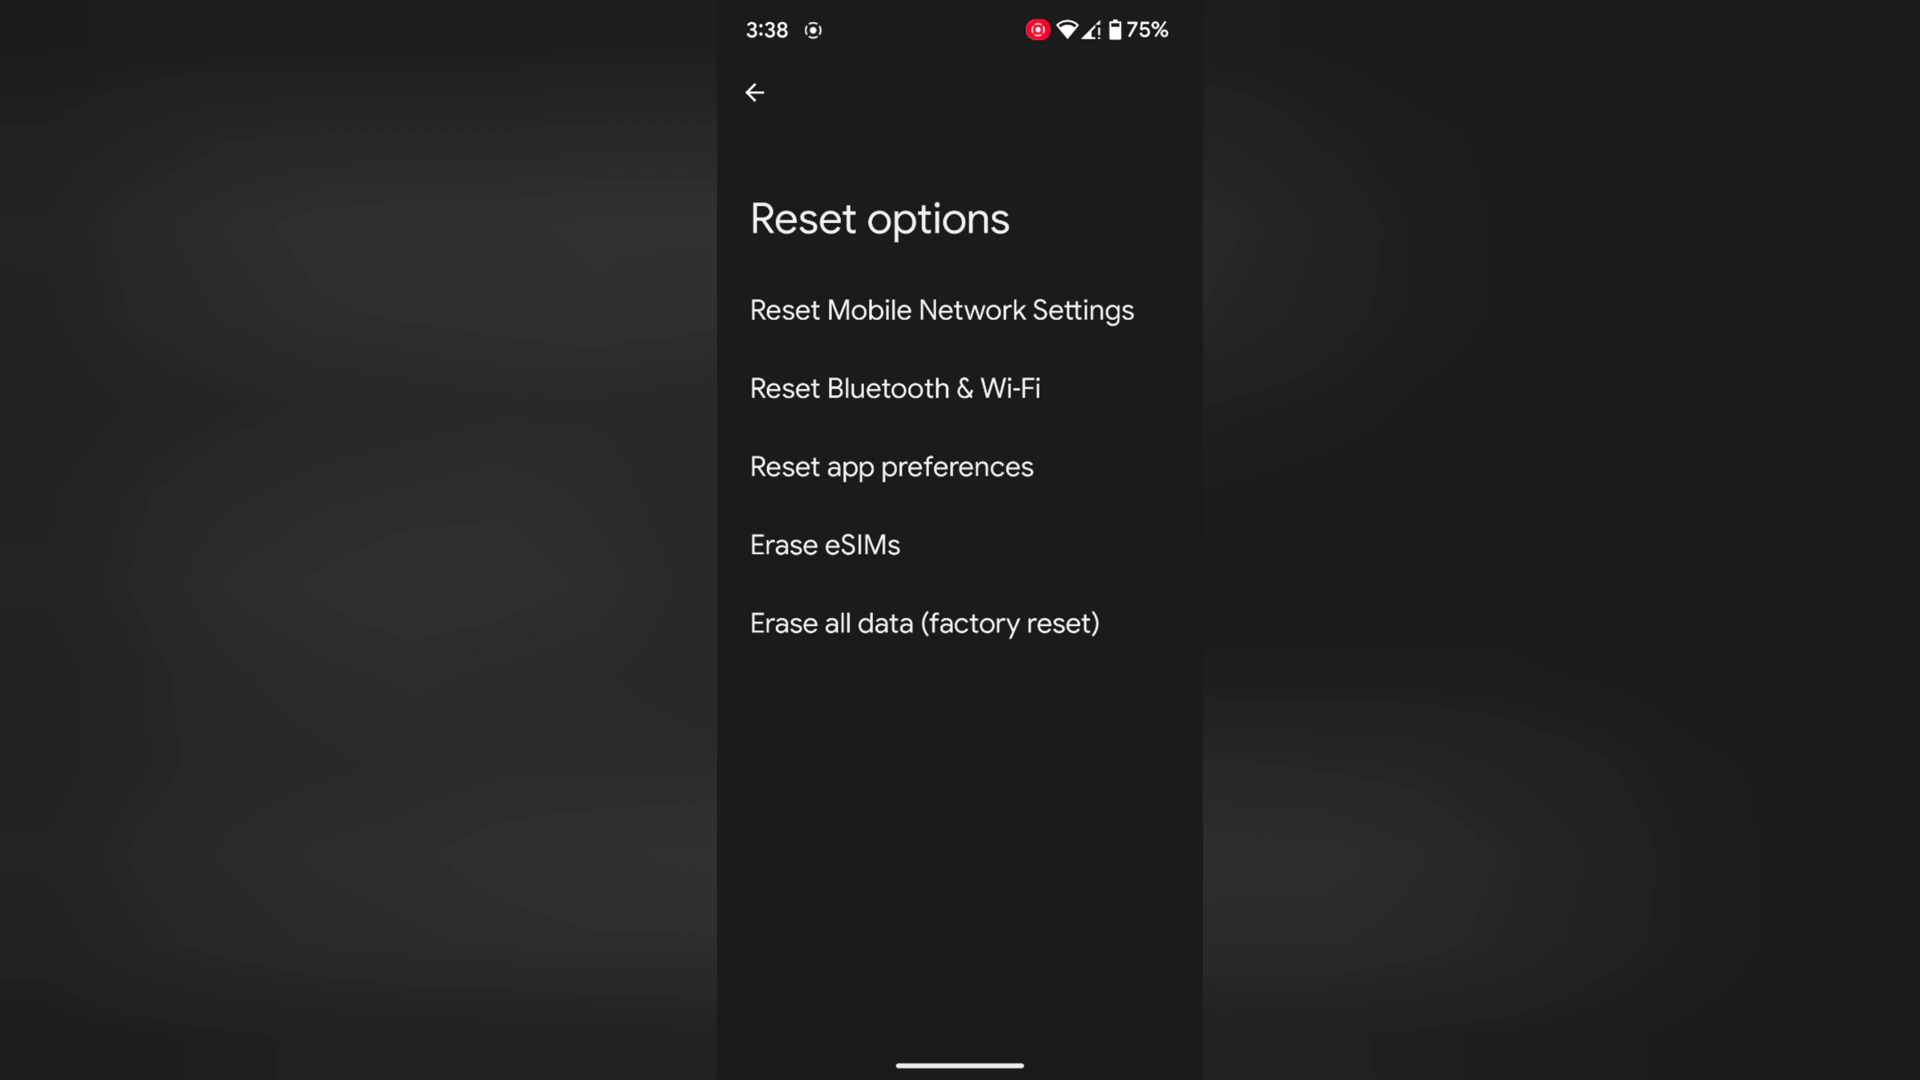 3:38
75%
Reset options
Reset Mobile Network Settings
Reset Bluetooth & Wi-Fi
Reset app preferences
Erase eSIMs
Erase all data (factory reset)